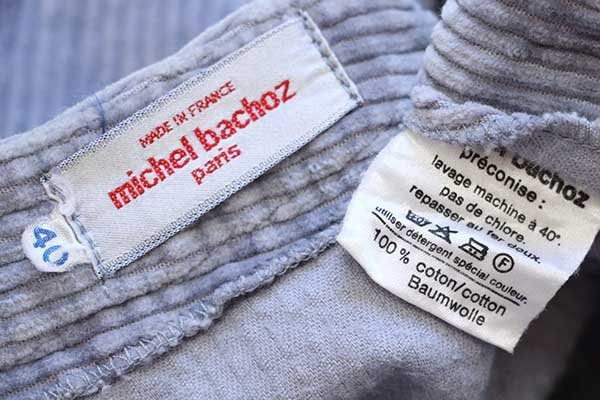 MADE IN FRANCE
michel bachoz
paris
40
bachoz
préconise :
lavage machine à 40°.
pas de chlore.
repasser au fer doux.
utiliser détergent spécial couleur.
100 % coton/cotton
Baumwolle